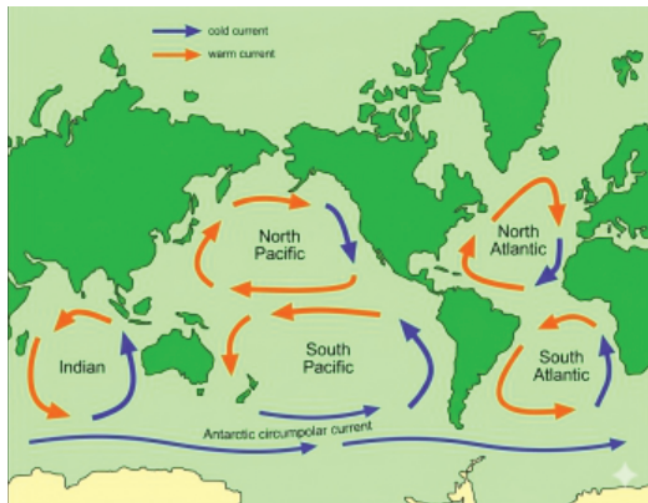 cold current
warm current
North
Pacific
North
Atlantic
Indian
South
Pacific
South
Atlantic
Antarctic circumpolar current